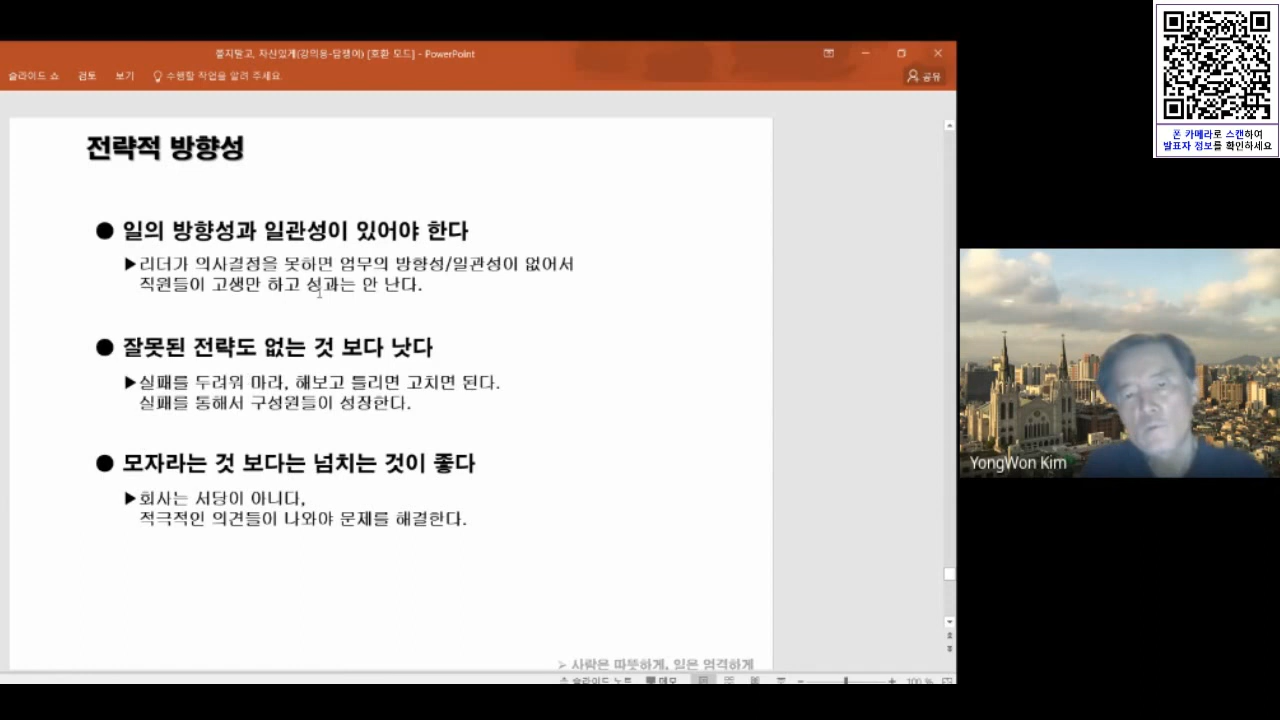 쫄지말고, 자신있게(강의용-담쟁이) [호환 모드] - PowerPoint
슬라이드 쇼 검토 보기 수행할 작업을 알려 주세요.
공유
폰 카메라로 스캔하여
발표자 정보를 확인하세요
전략적 방향성
● 일의 방향성과 일관성이 있어야 한다
▶리더가 의사결정을 못하면 업무의 방향성/일관성이 없어서
직원들이 고생만 하고 성과는 안 난다.
● 잘못된 전략도 없는 것 보다 낫다
▶실패를 두려워 마라, 해보고 틀리면 고치면 된다.
실패를 통해서 구성원들이 성장한다.
● 모자라는 것 보다는 넘치는 것이 좋다
▶회사는 서당이 아니다,
적극적인 의견들이 나와야 문제를 해결한다.
YongWon Kim
➢ 사람은 따뜻하게, 일은 엄격하게
슬라이드 노트 메모 100 %